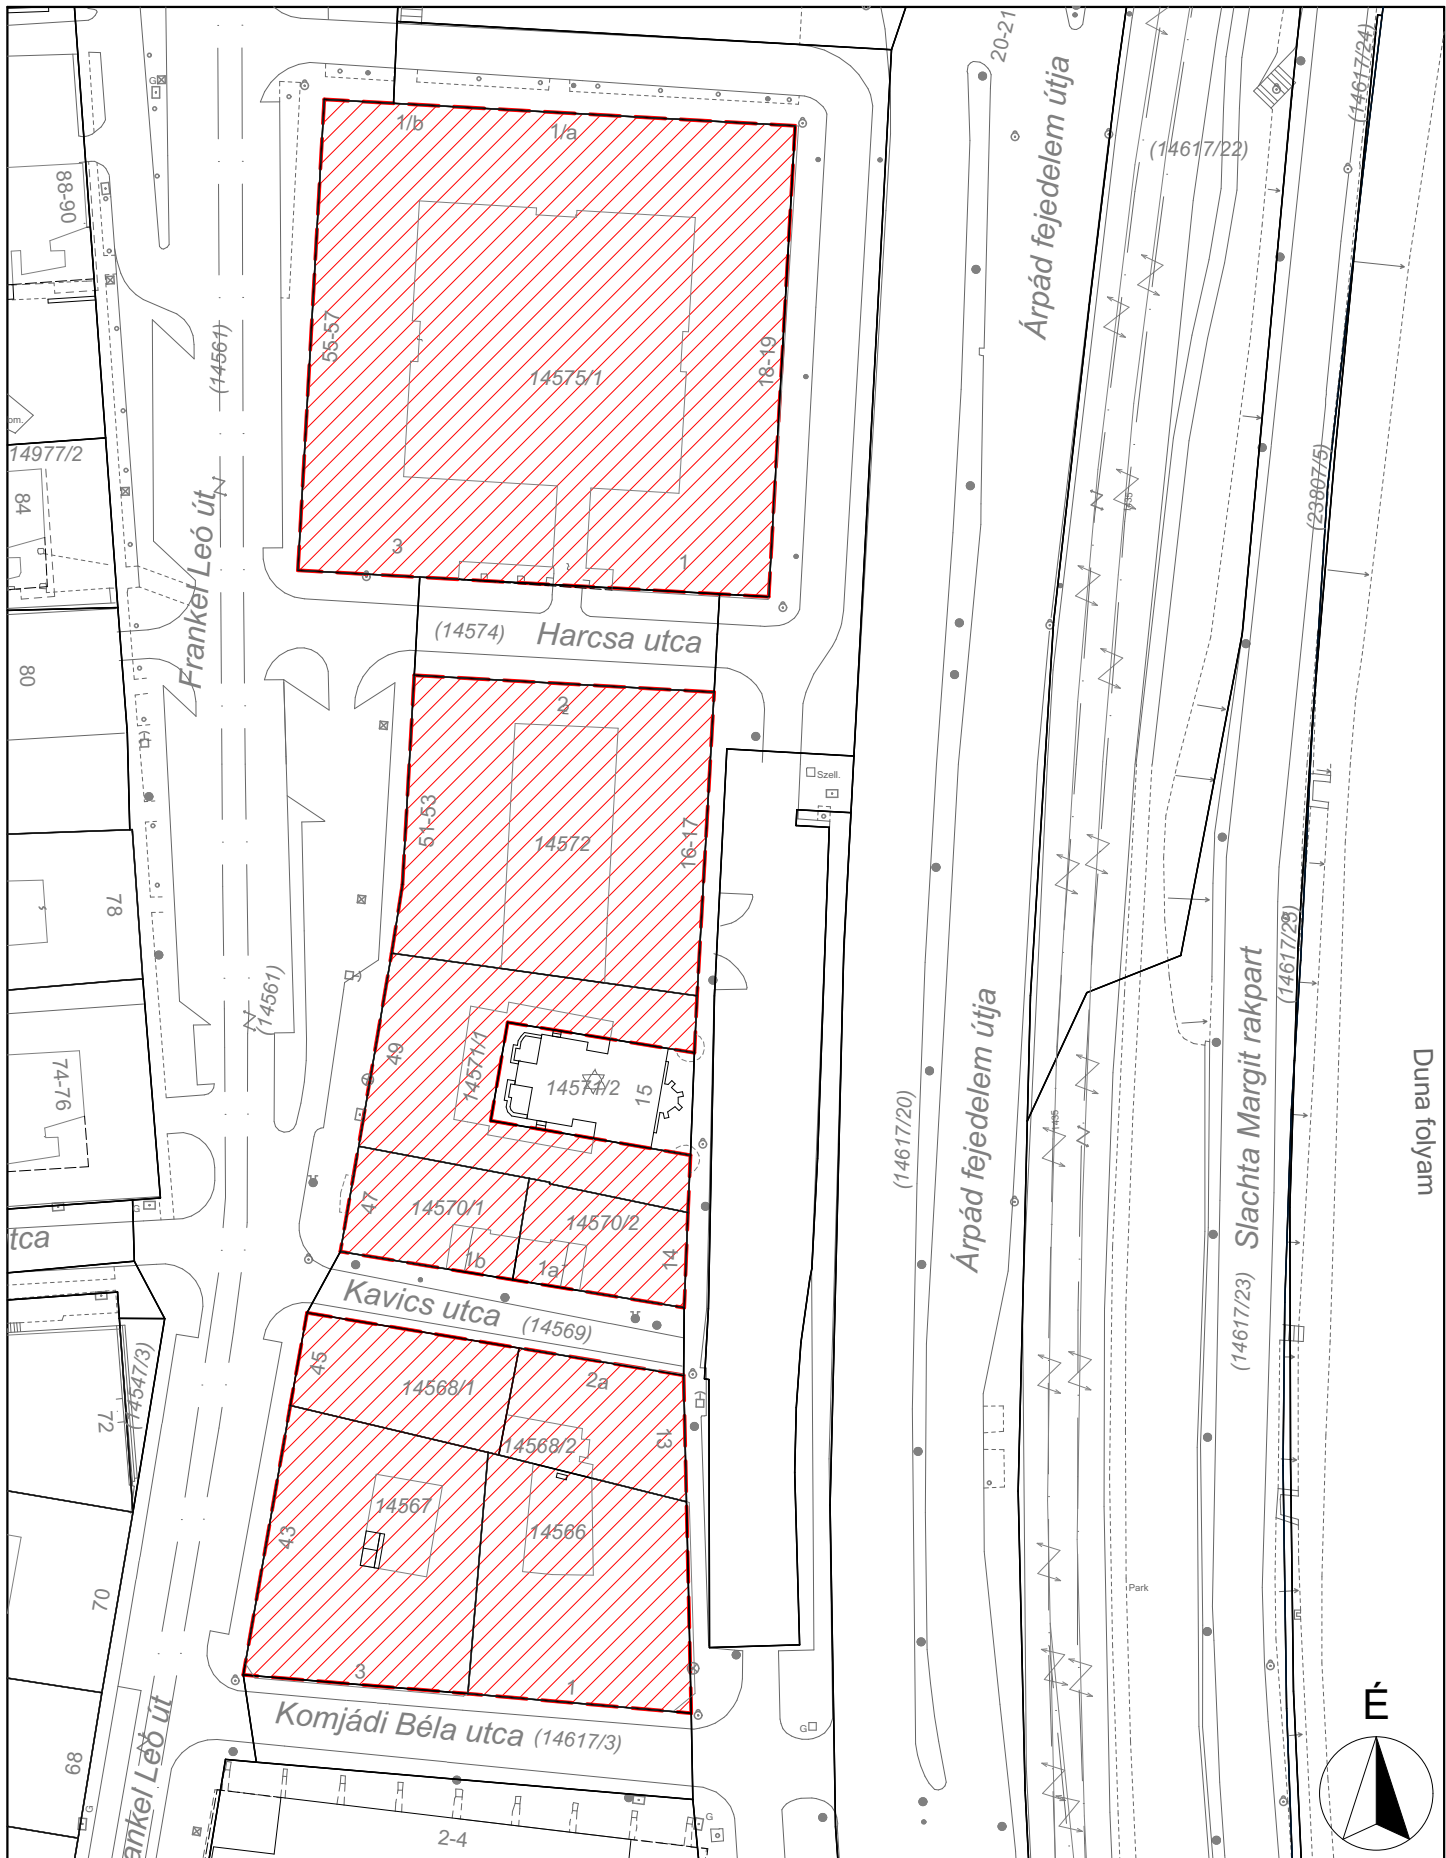 20-21
(14617/24)
G
1/b
1/a
Árpád fejedelem útja
(14617/22)
88-90
(14561)
55-57
18-19
14575/1
om.
14977/2
84
Frankel Leó út
(23807/5)
1435
3
1
(14574)
Harcsa utca
80
2
Szell.
51-53
16-17
14572
78
(14617/25)
(14561)
Árpád fejedelem útja
Slachta Margit rakpart
Duna folyam
49
14571/1
14571/2
15
74-76
(14617/20)
1435
47
14570/1
14570/2
14
G
tca
1b
1a
Kavics utca
(14569)
(14617/23)
45
14568/1
2a
(14547/3)
72
13
14568/2
14567
14566
43
70
Park
3
1
Komjádi Béla utca
(14617/3)
É
ankel Leó út
G
68
G
G
2-4